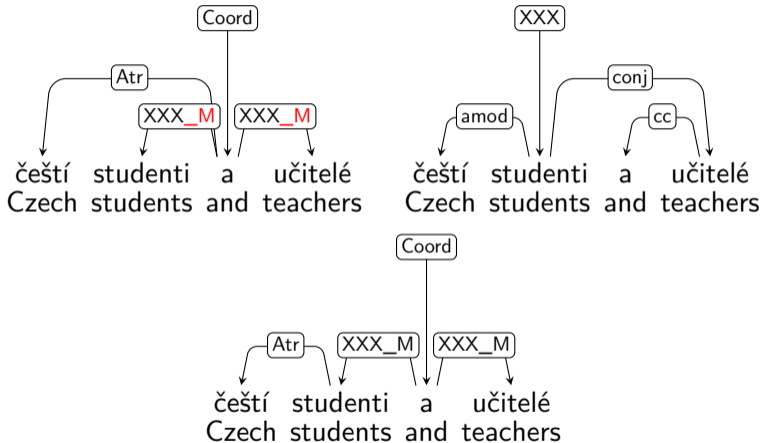 Coord
Atr
XXX_M XXX_M
čeští studenti a učitelé
Czech students and teachers
XXX
conj
amod cc
čeští studenti a učitelé
Czech students and teachers
Coord
Atr XXX_M XXX_M
čeští studenti a učitelé
Czech students and teachers